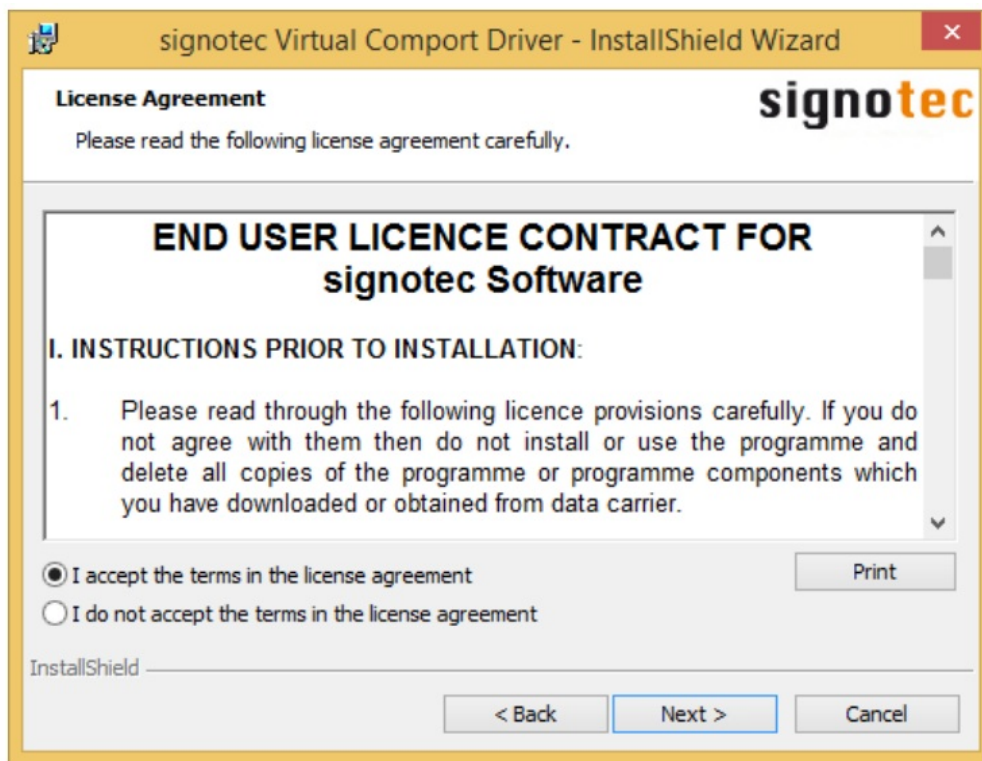 signotec Virtual Comport Driver - InstallShield Wizard
License Agreement
signotec
Please read the following license agreement carefully.
END USER LICENCE CONTRACT FOR
signotec Software
I. INSTRUCTIONS PRIOR TO INSTALLATION:
1. Please read through the following licence provisions carefully. If you do
not agree with them then do not install or use the programme and
delete all copies of the programme or programme components which
you have downloaded or obtained from data carrier.
I accept the terms in the license agreement
Print
I do not accept the terms in the license agreement
InstallShield
< Back
Next >
Cancel